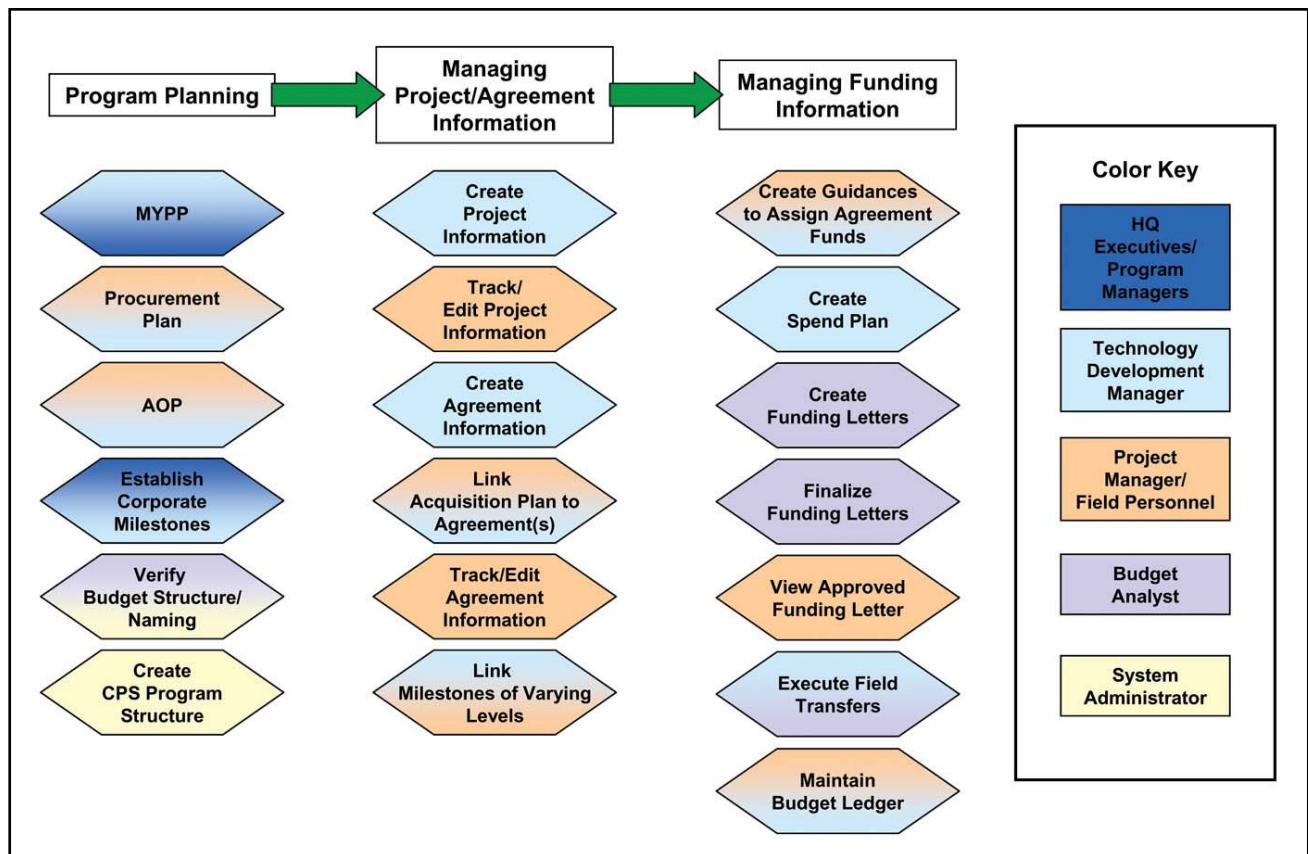 Program Planning
Managing
Project/Agreement
Information
Managing Funding
Information
MYPP
Procurement
Plan
AOP
Establish
Corporate
Milestones
Verify
Budget Structure/
Naming
Create
CPS Program
Structure
Create
Project
Information
Track/
Edit Project
Information
Create
Agreement
Information
Link
Acquisition Plan to
Agreement(s)
Track/Edit
Agreement
Information
Link
Milestones of Varying
Levels
Create Guidances
to Assign Agreement
Funds
Create
Spend Plan
Create
Funding Letters
Finalize
Funding Letters
View Approved
Funding Letter
Execute Field
Transfers
Maintain
Budget Ledger
Color Key
HQ
Executives/
Program
Managers
Technology
Development
Manager
Project
Manager/
Field Personnel
Budget
Analyst
System
Administrator